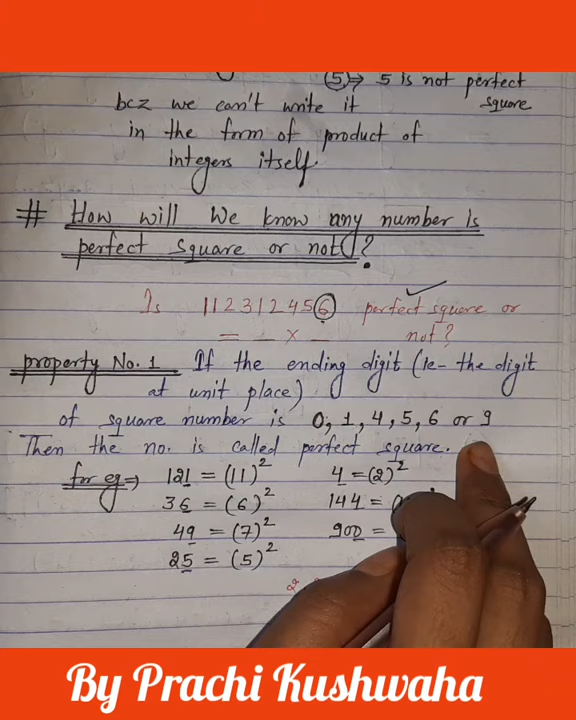 ⑤⇒ 5 is not perfect
square
bcz we can't write it
in the form of product of
integers itself.
# How will We know any number is
perfect square or not?
Is 1123124456 perfect square or
= _ × _ not?
property No. 1 If the ending digit (ie- the digit
at unit place)
of square number is 0, 1, 4, 5, 6 or 9
Then the no. is called perfect square.
for eg⇒ 121 = (11)² 4 = (2)²
36 = (6)² 144 =
49 = (7)² 900 =
25 = (5)²
By Prachi Kushwaha